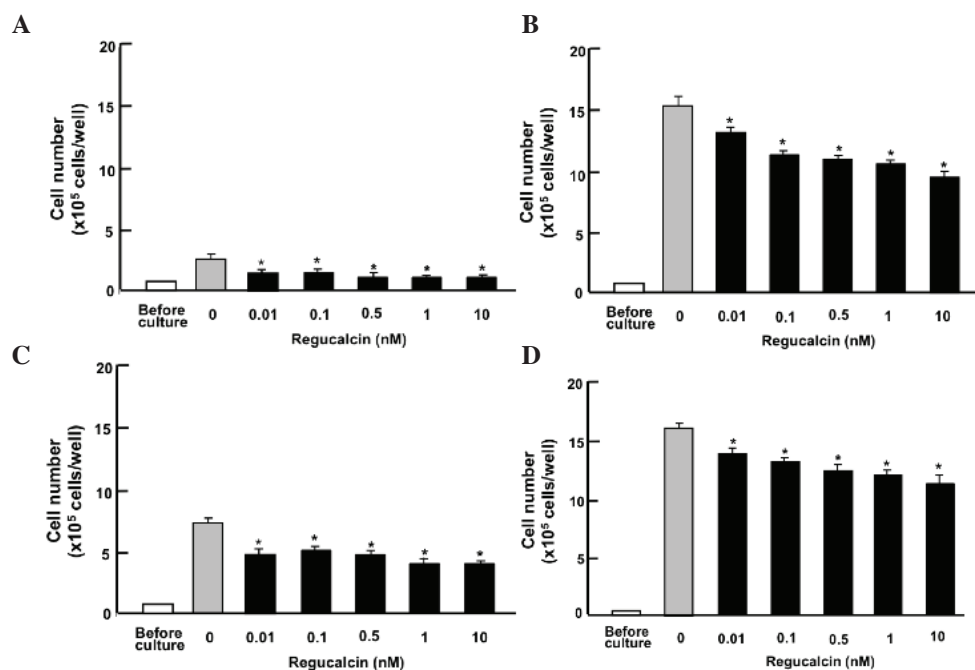 A
20
15
10
5
0
Cell number
(x10⁵ cells/well)
* * * * *
Before
culture
0 0.01 0.1 0.5 1 10
Regucalcin (nM)
B
20
15
10
5
0
Cell number
(x10⁵ cells/well)
* * * * *
Before
culture
0 0.01 0.1 0.5 1 10
Regucalcin (nM)
C
20
15
10
5
0
Cell number
(x10⁵ cells/well)
* * * * *
Before
culture
0 0.01 0.1 0.5 1 10
Regucalcin (nM)
D
20
15
10
5
0
Cell number
(x10⁵ cells/well)
* * * * *
Before
culture
0 0.01 0.1 0.5 1 10
Regucalcin (nM)